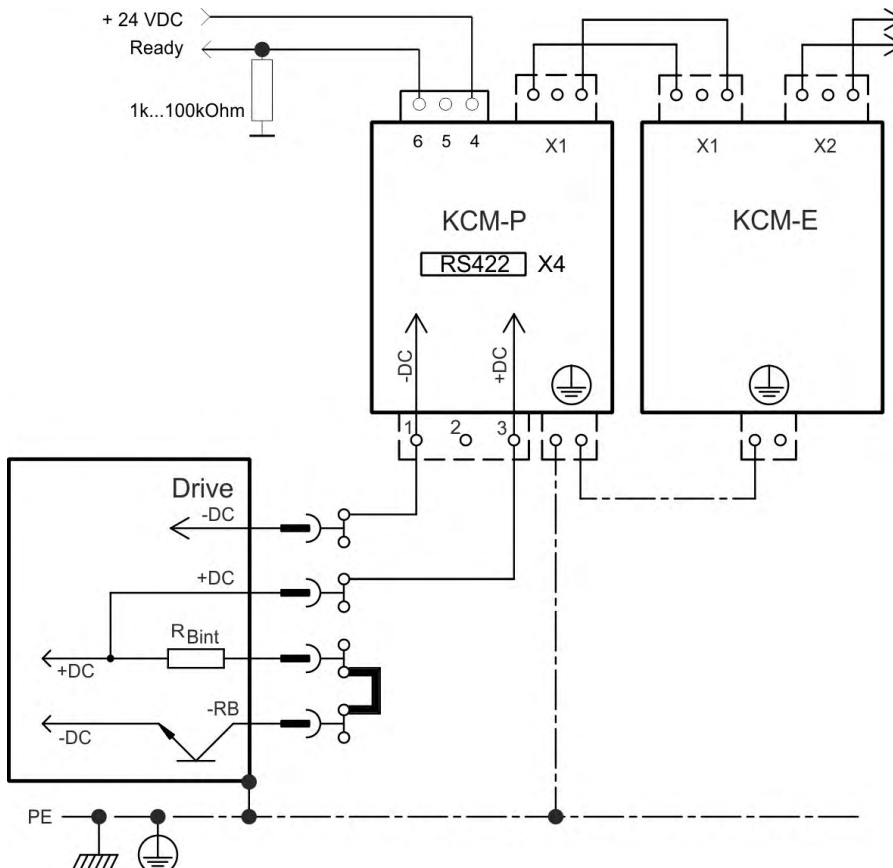 + 24 VDC
Ready
1k...100kOhm
6 5 4
X1
X1
X2
KCM-P
KCM-E
RS422 X4
-DC
+DC
1 2 3
Drive
-DC
+DC
RBint
+DC
-RB
-DC
PE